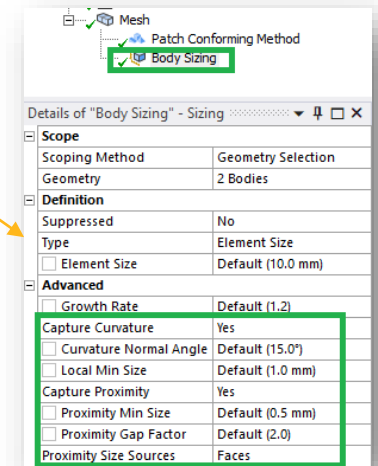 Mesh
Patch Conforming Method
Body Sizing
Details of "Body Sizing" - Sizing
Scope
Scoping Method Geometry Selection
Geometry 2 Bodies
Definition
Suppressed No
Type Element Size
Element Size Default (10.0 mm)
Advanced
Growth Rate Default (1.2)
Capture Curvature Yes
Curvature Normal Angle Default (15.0°)
Local Min Size Default (1.0 mm)
Capture Proximity Yes
Proximity Min Size Default (0.5 mm)
Proximity Gap Factor Default (2.0)
Proximity Size Sources Faces